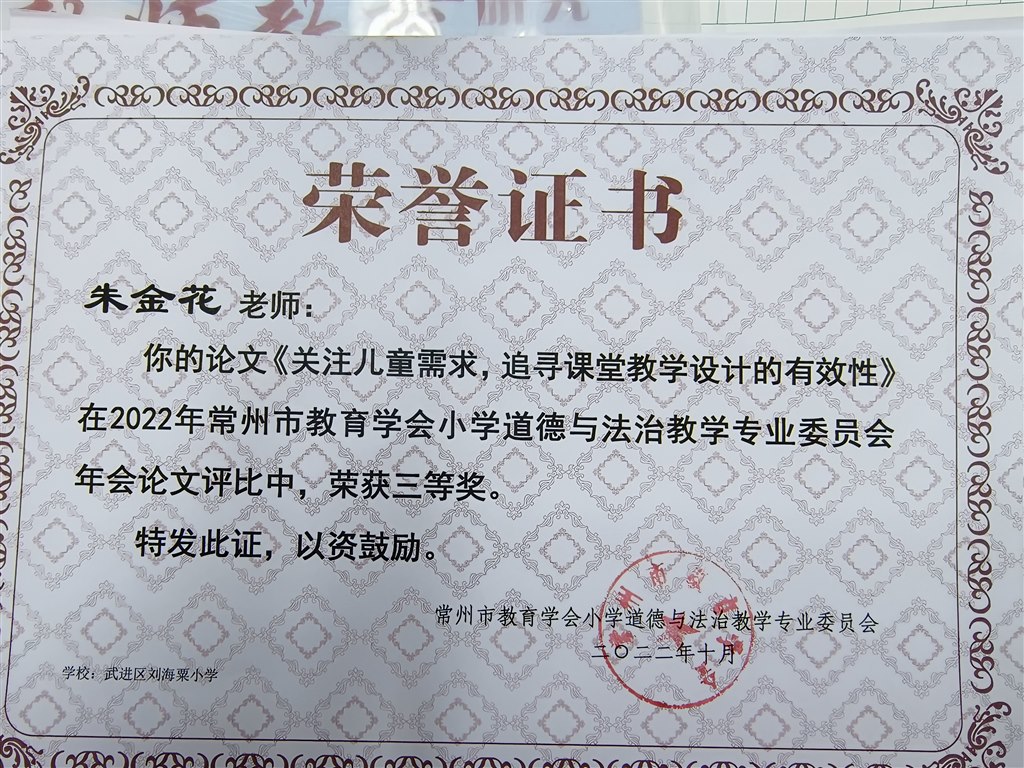 荣誉证书
朱金花 老师：
你的论文《关注儿童需求，追寻课堂教学设计的有效性》
在2022年常州市教育学会小学道德与法治教学专业委员会
年会论文评比中，荣获三等奖。
特发此证，以资鼓励。
常州市教育学会小学道德与法治教学专业委员会
二〇二二年十月
学校：武进区刘海粟小学